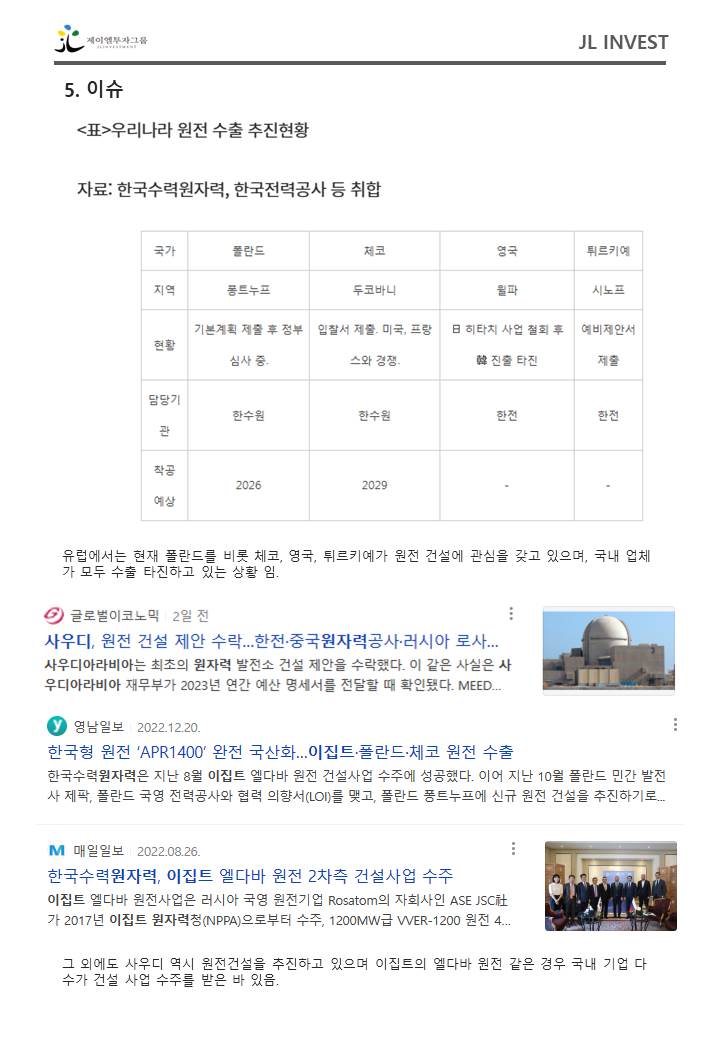 제이엘투자그룹
JLINVESTMENT
JL INVEST
5. 이슈
<표>우리나라 원전 수출 추진현황
자료: 한국수력원자력, 한국전력공사 등 취합
국가 폴란드 체코 영국 튀르키예
지역 퐁트누프 두코바니 윌파 시노프
현황 기본계획 제출 후 정부 심사 중. 입찰서 제출. 미국, 프랑스와 경쟁. 日 히타치 사업 철회 후 韓 진출 타진 예비제안서 제출
담당기관 한수원 한수원 한전 한전
착공 예상 2026 2029 - -
유럽에서는 현재 폴란드를 비롯 체코, 영국, 튀르키예가 원전 건설에 관심을 갖고 있으며, 국내 업체
가 모두 수출 타진하고 있는 상황 임.
글로벌이코노믹 2일 전
사우디, 원전 건설 제안 수락...한전·중국원자력공사·러시아 로사...
사우디아라비아는 최초의 원자력 발전소 건설 제안을 수락했다. 이 같은 사실은 사
우디아라비아 재무부가 2023년 연간 예산 명세서를 전달할 때 확인됐다. MEED...
영남일보 2022.12.20.
한국형 원전 ‘APR1400’ 완전 국산화...이집트·폴란드·체코 원전 수출
한국수력원자력은 지난 8월 이집트 엘다바 원전 건설사업 수주에 성공했다. 이어 지난 10월 폴란드 민간 발전
사 제팍, 폴란드 국영 전력공사와 협력 의향서(LOI)를 맺고, 폴란드 퐁트누프에 신규 원전 건설을 추진하기로...
매일일보 2022.08.26.
한국수력원자력, 이집트 엘다바 원전 2차측 건설사업 수주
이집트 엘다바 원전사업은 러시아 국영 원전기업 Rosatom의 자회사인 ASE JSC社
가 2017년 이집트 원자력청(NPPA)으로부터 수주, 1200MW급 VVER-1200 원전 4...
그 외에도 사우디 역시 원전건설을 추진하고 있으며 이집트의 엘다바 원전 같은 경우 국내 기업 다
수가 건설 사업 수주를 받은 바 있음.